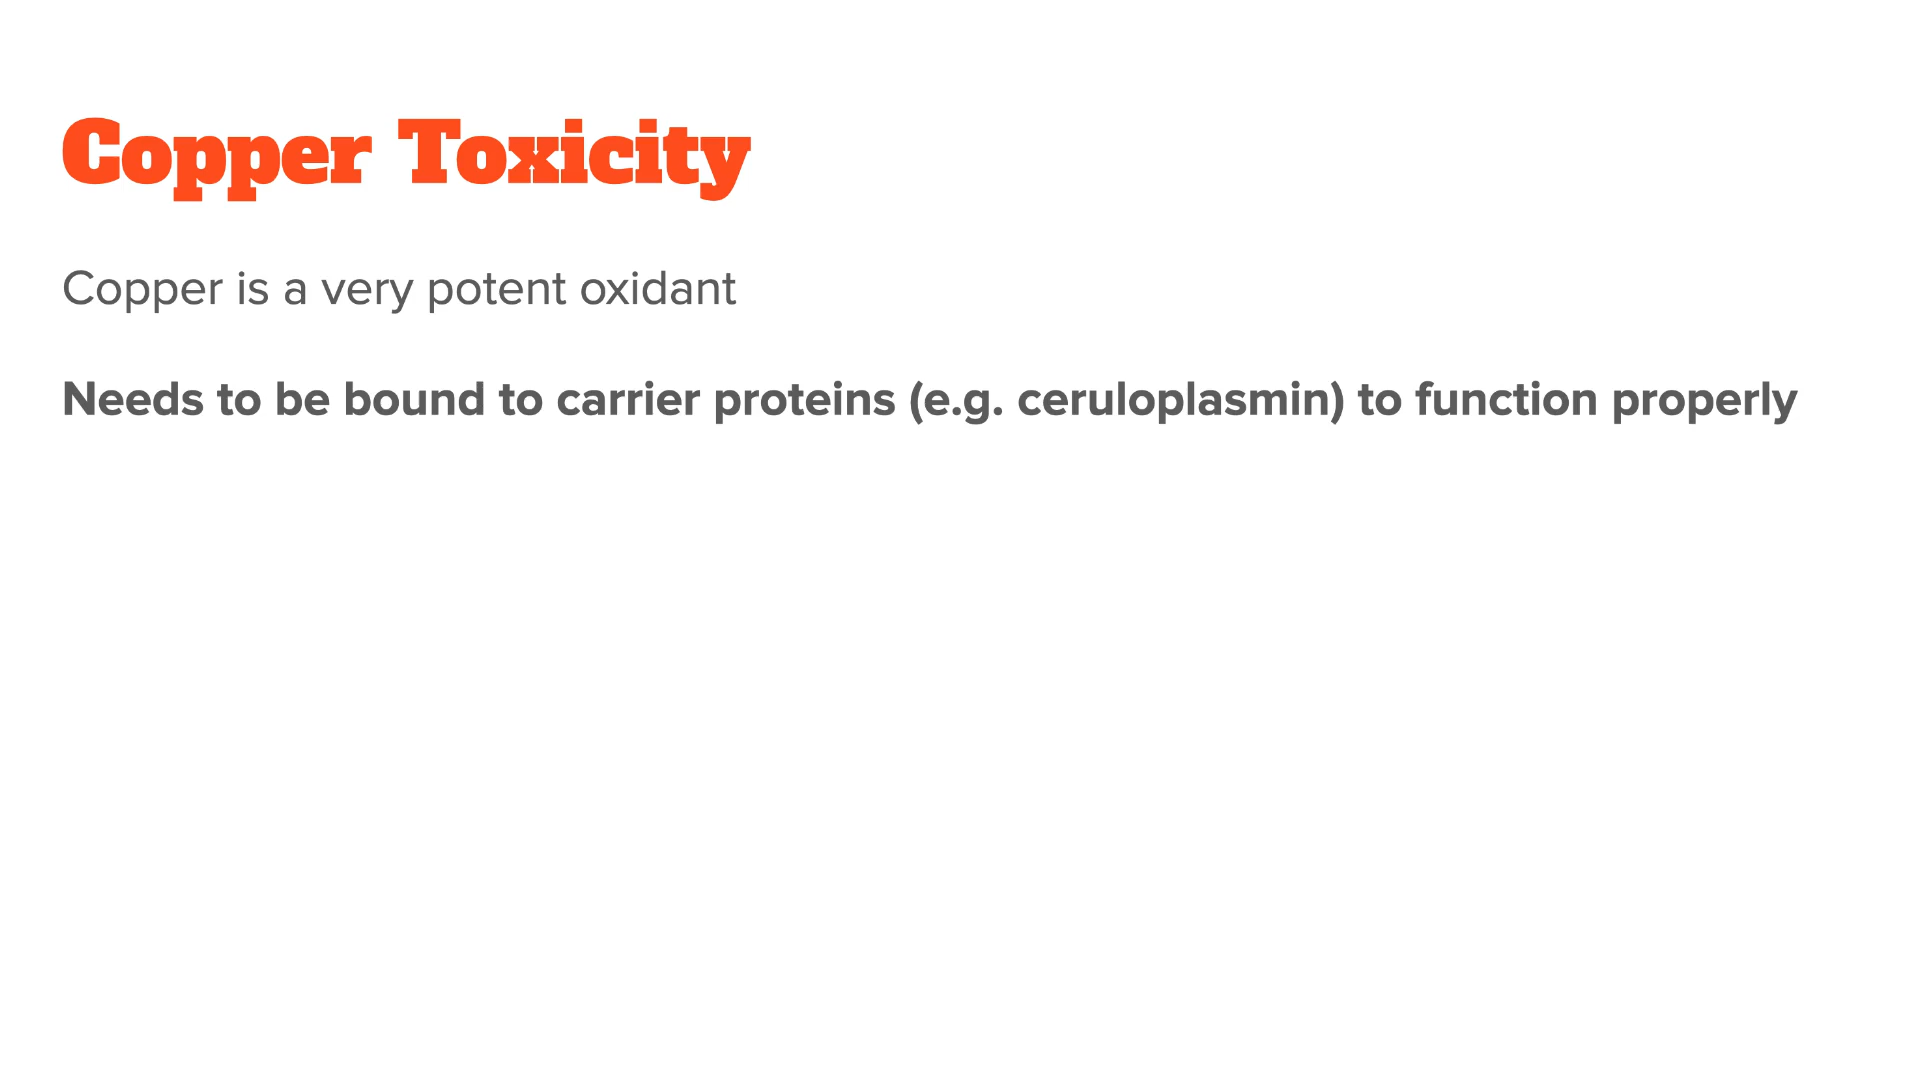 Copper Toxicity
Copper is a very potent oxidant
Needs to be bound to carrier proteins (e.g. ceruloplasmin) to function properly